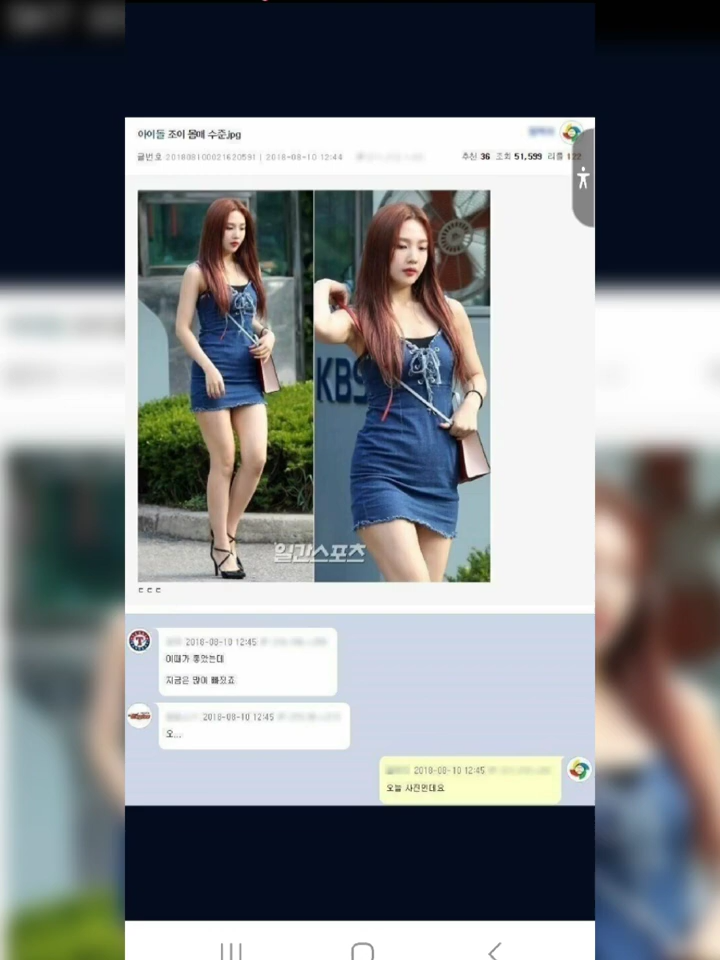 아이돌 조이 몸매 수준.jpg
글번호 201808100021620591 | 2018-08-10 12:44
추천 36 조회 51,599 리플 122
KBS
일간스포츠
ㄷㄷㄷ
2018-08-10 12:45
이때가 좋았는데
지금은 많이 빠졌죠
2018-08-10 12:45
오...
2018-08-10 12:45
오늘 사진인데요